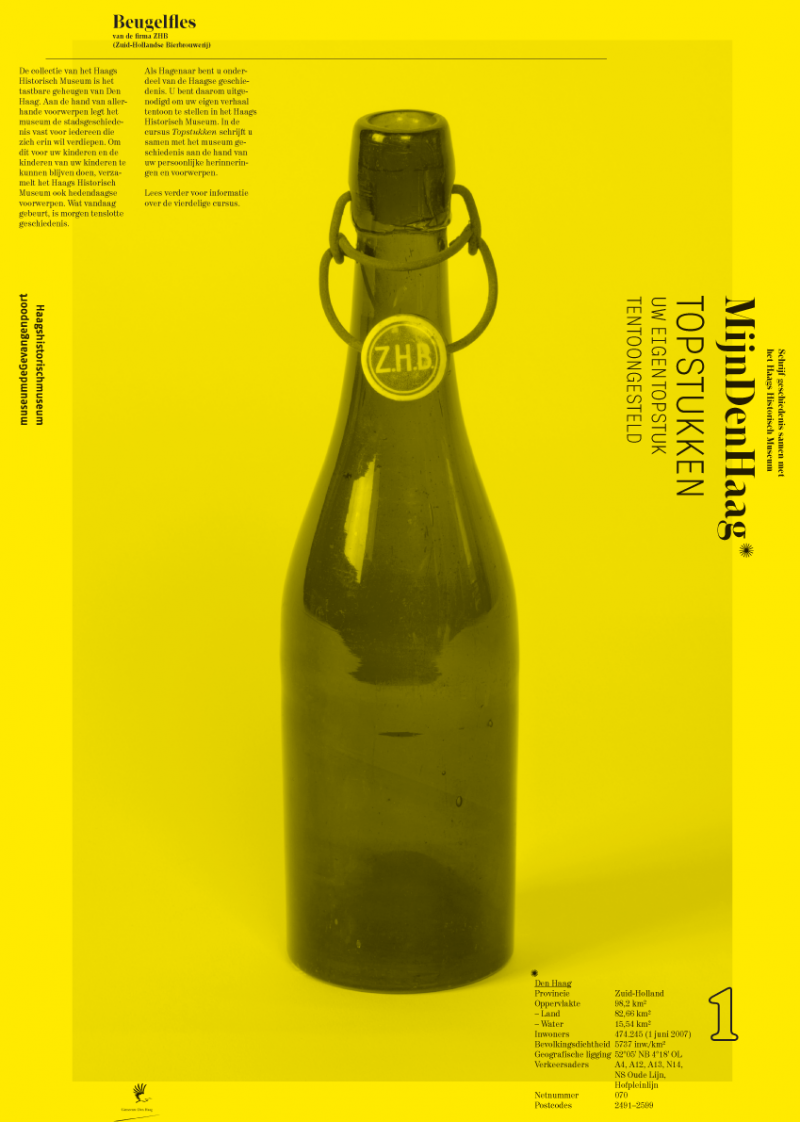 Beugelfles
van de firma ZHB
(Zuid-Hollandse Bierbrouwerij)
De collectie van het Haags
Historisch Museum is het
tastbare geheugen van Den
Haag. Aan de hand van aller-
hande voorwerpen legt het
museum de stadsgeschiede-
nis vast voor iedereen die
zich erin wil verdiepen. Om
dit voor uw kinderen en de
kinderen van uw kinderen te
kunnen blijven doen, verza-
melt het Haags Historisch
Museum ook hedendaagse
voorwerpen. Wat vandaag
gebeurt, is morgen tenslotte
geschiedenis.
Als Hagenaar bent u onder-
deel van de Haagse geschie-
denis. U bent daarom uitge-
nodigd om uw eigen verhaal
tentoon te stellen in het Haags
Historisch Museum. In de
cursus Topstukken schrijft u
samen met het museum ge-
schiedenis aan de hand van
uw persoonlijke herinnerin-
gen en voorwerpen.
Lees verder voor informatie
over de vierdelige cursus.
Haagshistorischmuseum
museumdegevangenpoort
Z.H.B.
Schrijf geschiedenis samen met
het Haags Historisch Museum
MijnDenHaag*
TOPSTUKKEN
UW EIGEN TOPSTUK
TENTOONGESTELD
*
Den Haag
Provincie Zuid-Holland
Oppervlakte 98,2 km²
– Land 82,66 km²
– Water 15,54 km²
Inwoners 474.245 (1 juni 2007)
Bevolkingsdichtheid 5737 inw./km²
Geografische ligging 52°05' NB 4°18' OL
Verkeersaders A4, A12, A13, N14,
NS Oude Lijn,
Hofpleinlijn
Netnummer 070
Postcodes 2491–2599
1
Gemeente Den Haag